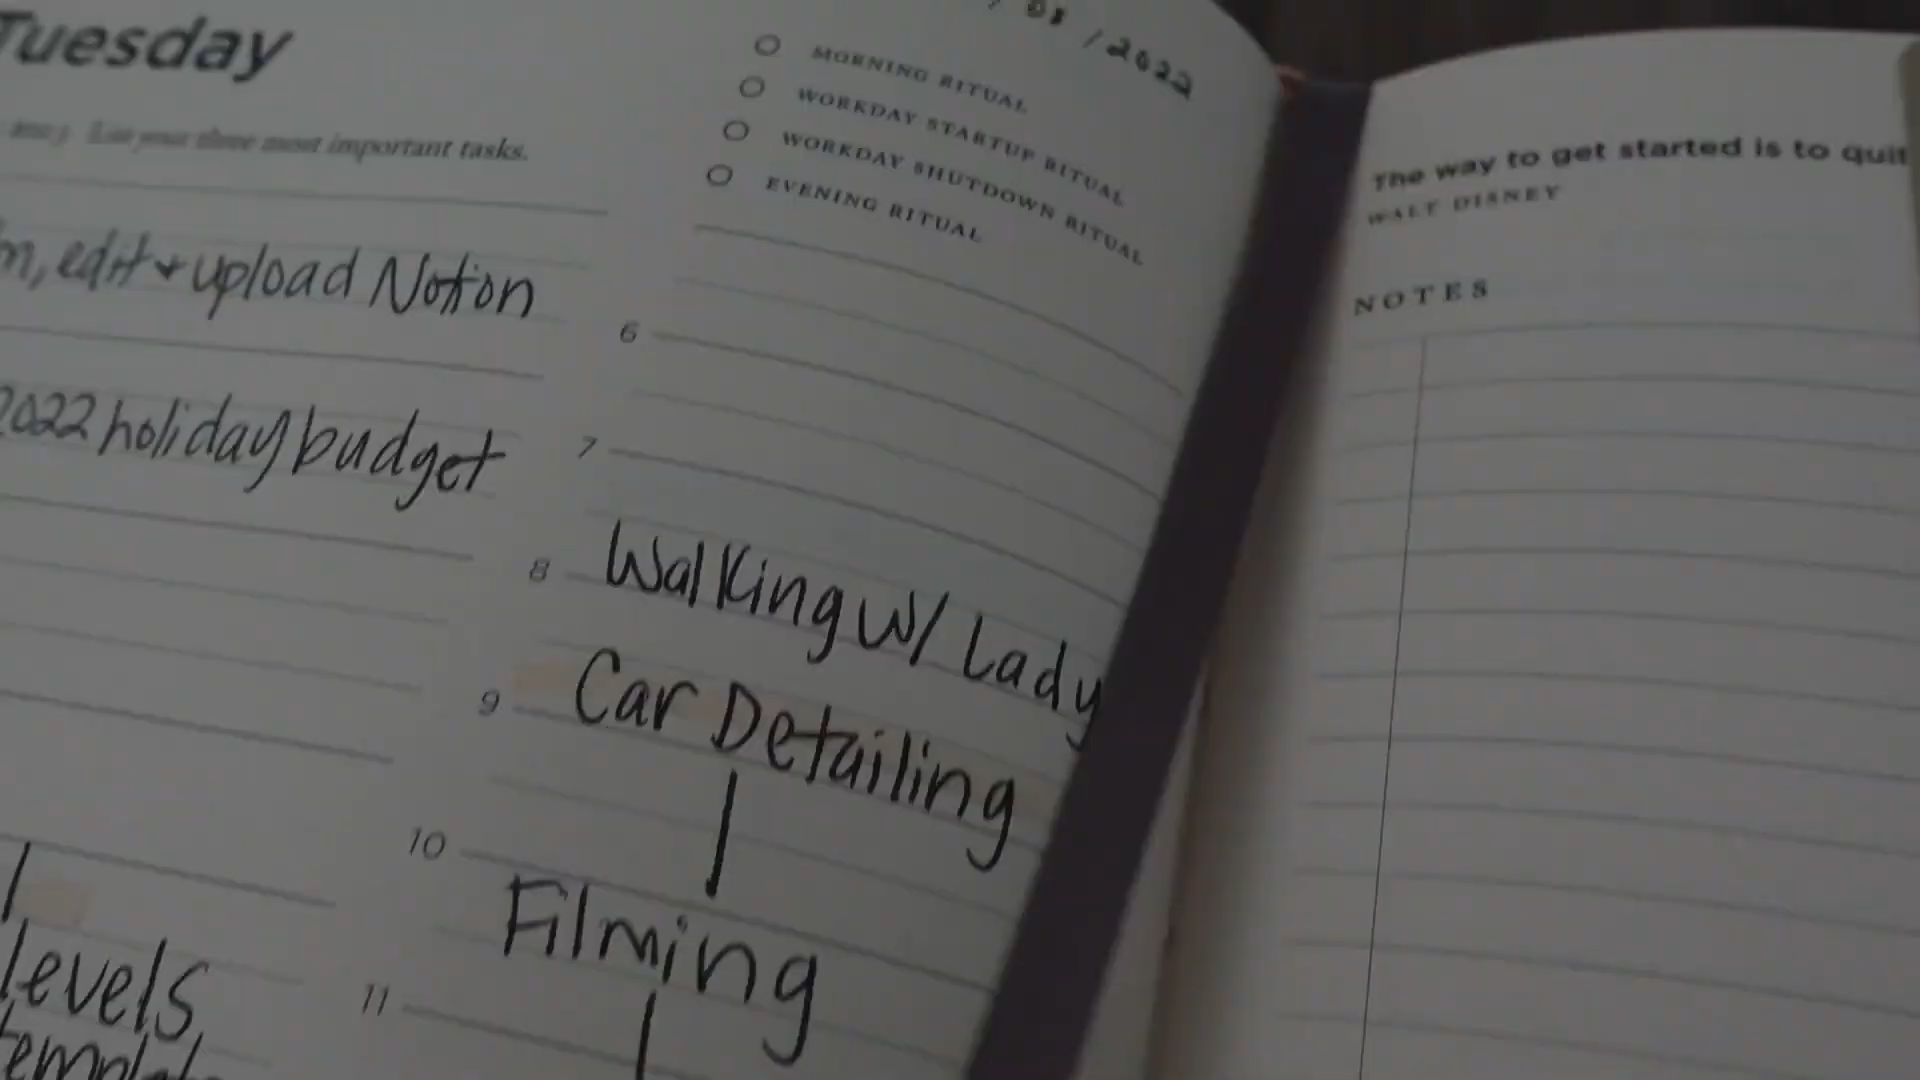 Tuesday
08 /2022
List your three most important tasks.
MORNING RITUAL
WORKDAY STARTUP RITUAL
WORKDAY SHUTDOWN RITUAL
EVENING RITUAL
m, edit + upload Notion
2022 holiday budget
levels
6
7
8 Walking w/ Lady
9 Car Detailing
10
Filming
11
The way to get started is to quit
WALT DISNEY
NOTES